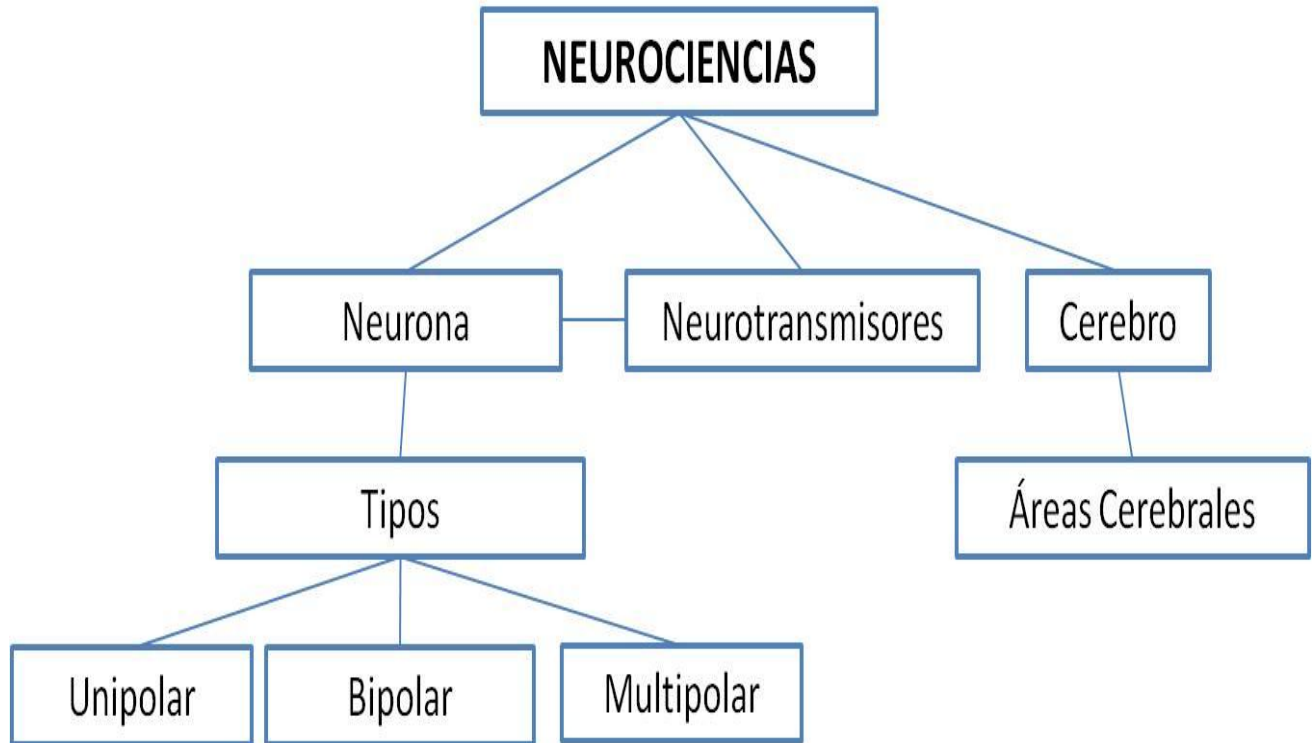 NEUROCIENCIAS
Neurona
Neurotransmisores
Cerebro
Tipos
Áreas Cerebrales
Unipolar
Bipolar
Multipolar